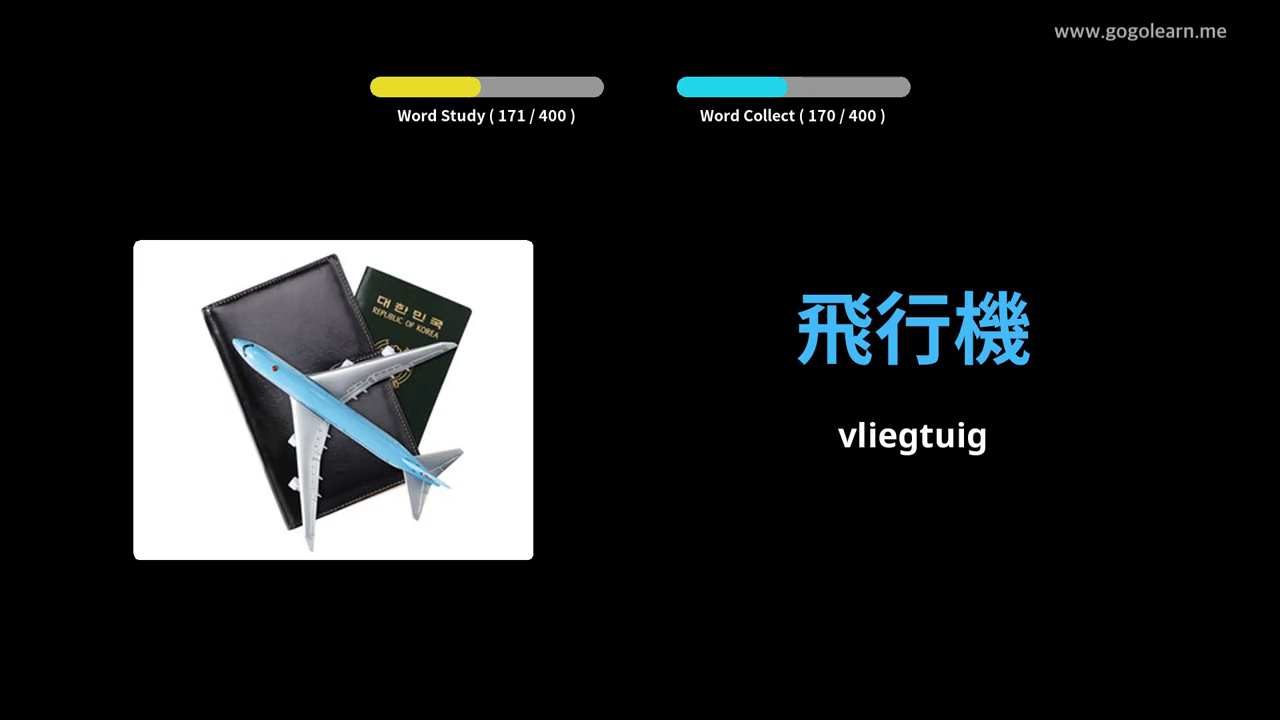 www.gogolearn.me
Word Study ( 171 / 400 )
Word Collect ( 170 / 400 )
대한민국
REPUBLIC OF KOREA
飛行機
vliegtuig